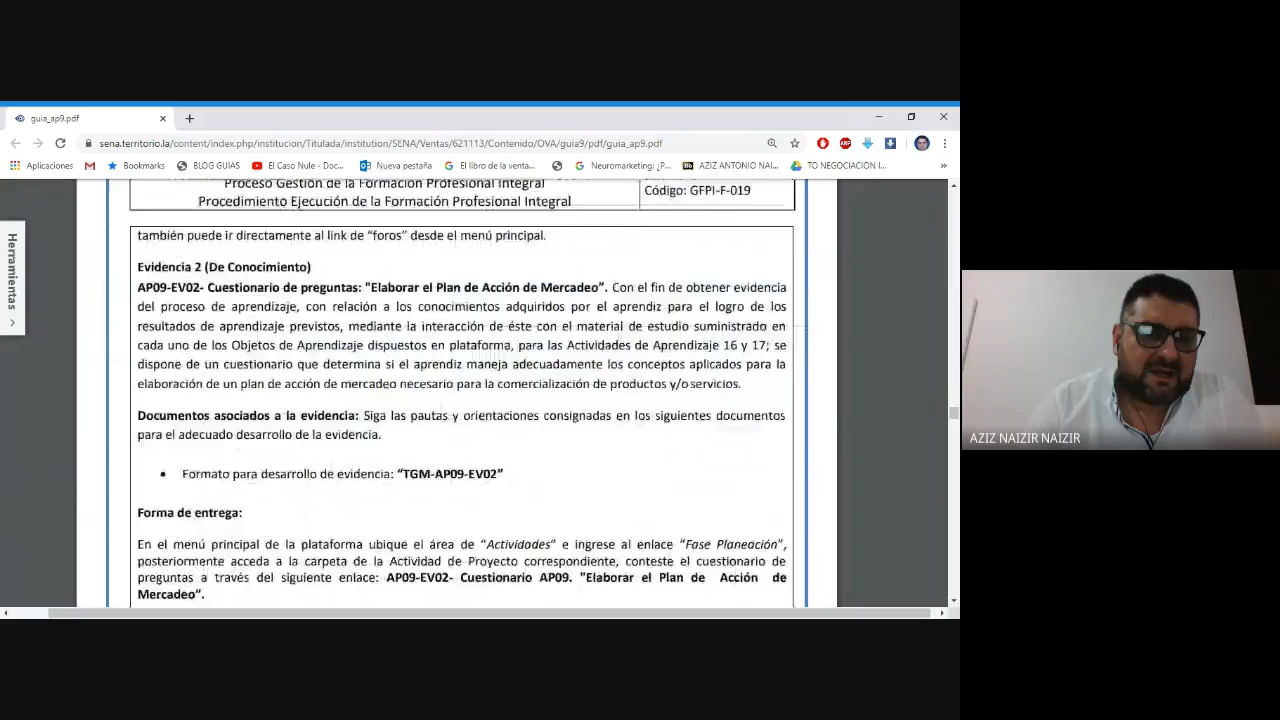 guia_ap9.pdf
sena.territorio.la/content/index.php/institucion/Titulada/institution/SENA/Ventas/621113/Contenido/OVA/guia9/pdf/guia_ap9.pdf
Aplicaciones
Bookmarks
BLOG GUIAS
El Caso Nule - Doc...
Nueva pestaña
El libro de la venta...
Neuromarketing: ¿P...
AZIZ ANTONIO NAI...
TO NEGOCIACION I...
»
Herramientas
Proceso Gestión de la Formación Profesional Integral
Procedimiento Ejecución de la Formación Profesional Integral
Código: GFPI-F-019
también puede ir directamente al link de “foros” desde el menú principal.
Evidencia 2 (De Conocimiento)
AP09-EV02- Cuestionario de preguntas: "Elaborar el Plan de Acción de Mercadeo”. Con el fin de obtener evidencia
del proceso de aprendizaje, con relación a los conocimientos adquiridos por el aprendiz para el logro de los
resultados de aprendizaje previstos, mediante la interacción de éste con el material de estudio suministrado en
cada uno de los Objetos de Aprendizaje dispuestos en plataforma, para las Actividades de Aprendizaje 16 y 17; se
dispone de un cuestionario que determina si el aprendiz maneja adecuadamente los conceptos aplicados para la
elaboración de un plan de acción de mercadeo necesario para la comercialización de productos y/o servicios.
Documentos asociados a la evidencia: Siga las pautas y orientaciones consignadas en los siguientes documentos
para el adecuado desarrollo de la evidencia.
• Formato para desarrollo de evidencia: “TGM-AP09-EV02”
Forma de entrega:
En el menú principal de la plataforma ubique el área de “Actividades” e ingrese al enlace “Fase Planeación”,
posteriormente acceda a la carpeta de la Actividad de Proyecto correspondiente, conteste el cuestionario de
preguntas a través del siguiente enlace: AP09-EV02- Cuestionario AP09. "Elaborar el Plan de Acción de
Mercadeo”.
AZIZ NAIZIR NAIZIR